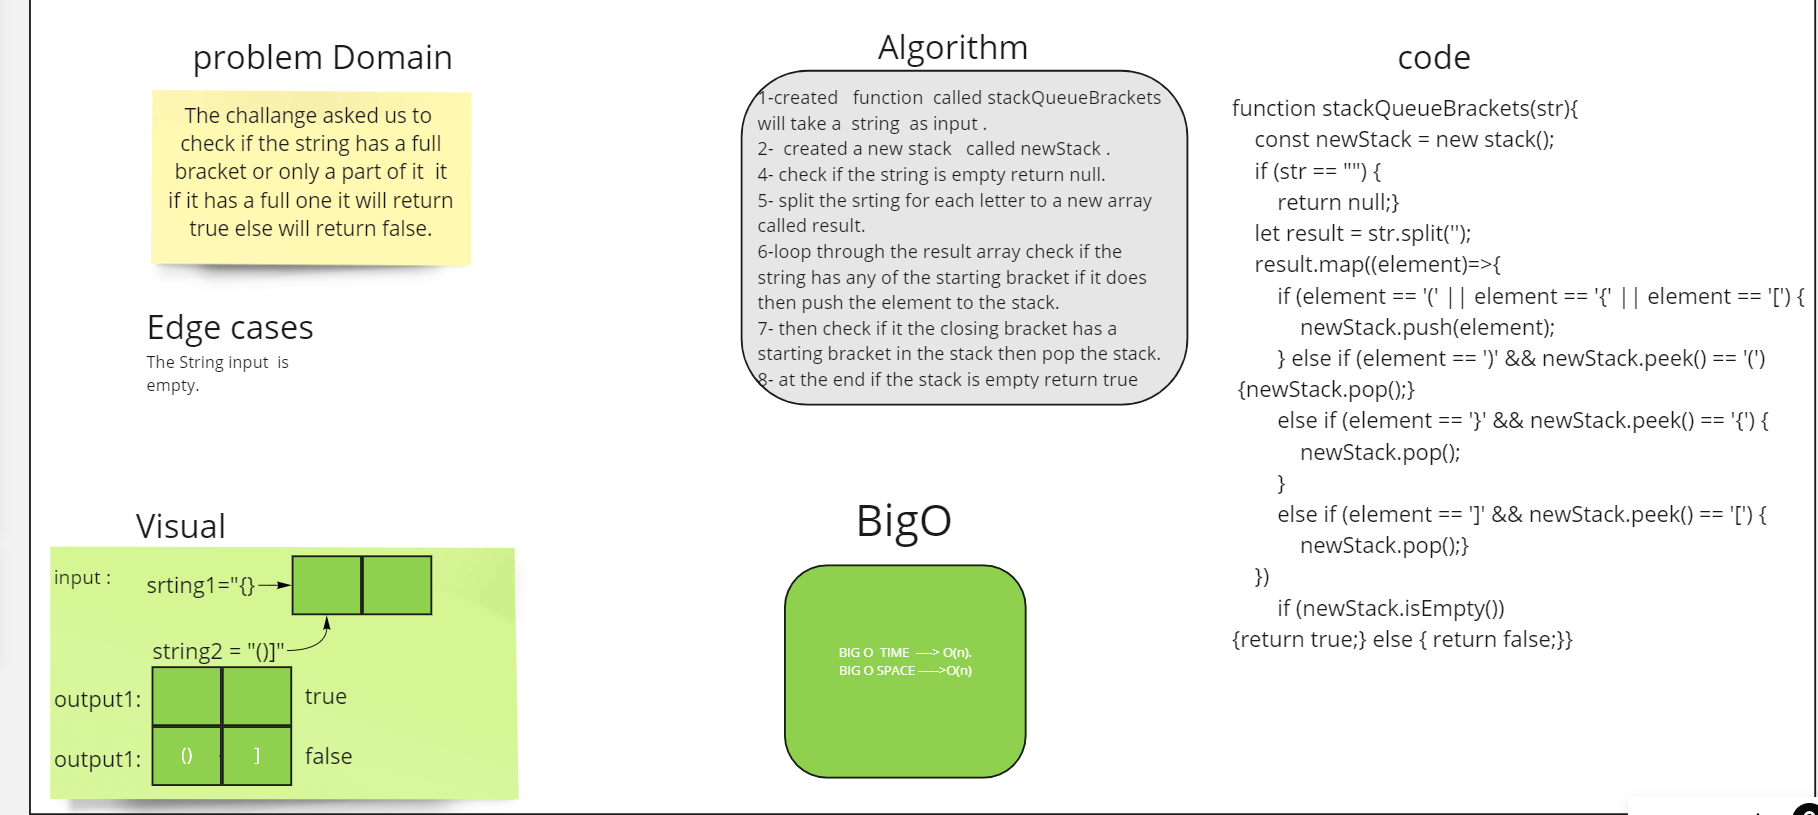 problem Domain
The challange asked us to
check if the string has a full
bracket or only a part of it  it
if it has a full one it will return
true else will return false.
Edge cases
The String input  is
empty.
Visual
input :
srting1="{}
string2 = "()]"
output1:
true
output1:
()
]
false
Algorithm
1-created   function  called stackQueueBrackets
will take a  string  as input .
2-  created a new stack   called newStack .
4- check if the string is empty return null.
5- split the srting for each letter to a new array
called result.
6-loop through the result array check if the
string has any of the starting bracket if it does
then push the element to the stack.
7- then check if it the closing bracket has a
starting bracket in the stack then pop the stack.
8- at the end if the stack is empty return true
BigO
BIG O  TIME  ----> O(n).
BIG O SPACE ----->O(n)
code
function stackQueueBrackets(str){
const newStack = new stack();
if (str == "") {
return null;}
let result = str.split('');
result.map((element)=>{
if (element == '(' || element == '{' || element == '[') {
newStack.push(element);
} else if (element == ')' && newStack.peek() == '(')
{newStack.pop();}
else if (element == '}' && newStack.peek() == '{') {
newStack.pop();
}
else if (element == ']' && newStack.peek() == '[') {
newStack.pop();}
})
if (newStack.isEmpty())
{return true;} else { return false;}}